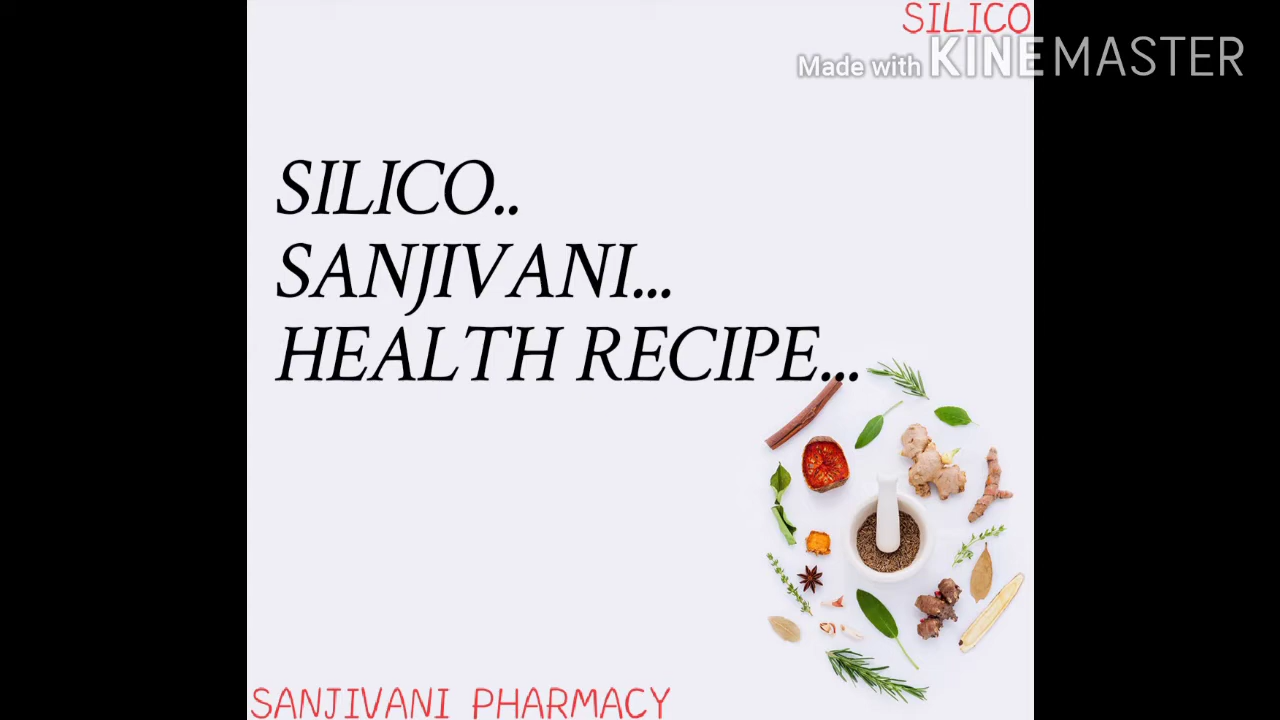 SILICO
Made with KINEMASTER
SILICO..
SANJIVANI...
HEALTH RECIPE...
SANJIVANI PHARMACY